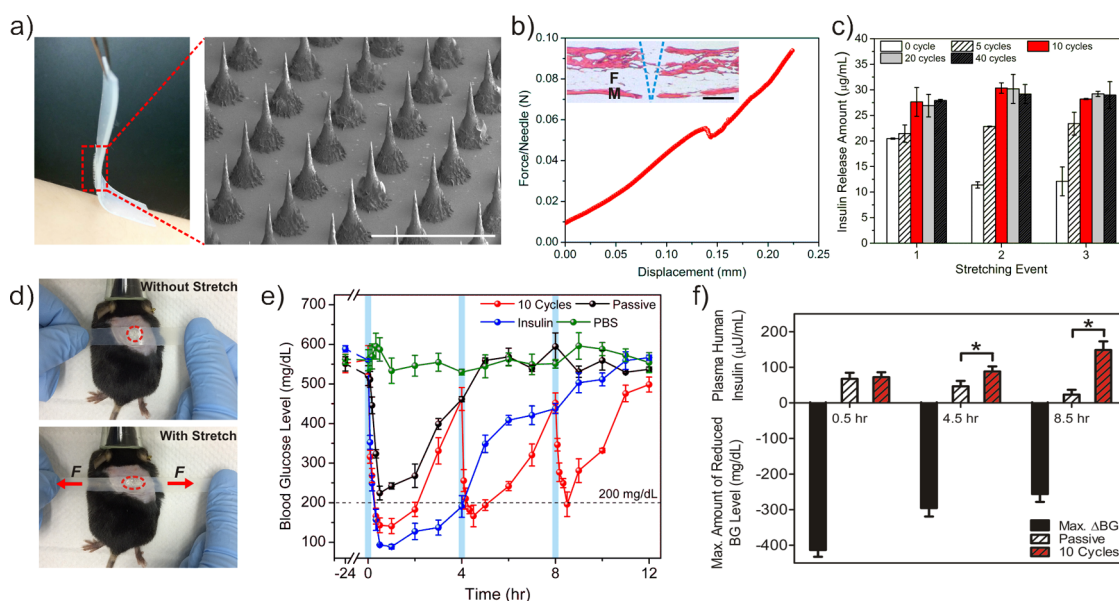 a)
b)
Force/Needle (N)
0.10
0.08
0.06
0.04
0.02
0.00
F
M
0.00 0.05 0.10 0.15 0.20 0.25
Displacement (mm)
c)
Insulin Release Amount (μg/mL)
40
35
30
25
20
15
10
5
0
0 cycle 5 cycles 10 cycles
20 cycles 40 cycles
1 2 3
Stretching Event
d)
Without Stretch
With Stretch
F F
e)
Blood Glucose Level (mg/dL)
700
600
500
400
300
200
100
10 Cycles Passive
Insulin PBS
200 mg/dL
-24 0 4 8 12
Time (hr)
f)
Plasma Human
Insulin (μU/mL)
Max. Amount of Reduced
BG Level (mg/dL)
200
100
0
-100
-200
-300
-400
* *
0.5 hr 4.5 hr 8.5 hr
Max. ΔBG
Passive
10 Cycles